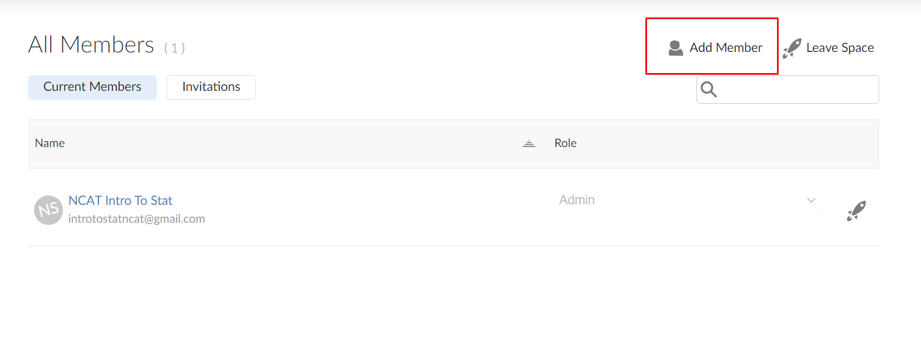 All Members (1)
Add Member
Leave Space
Current Members
Invitations
Name
Role
NS
NCAT Intro To Stat
introtostatncat@gmail.com
Admin